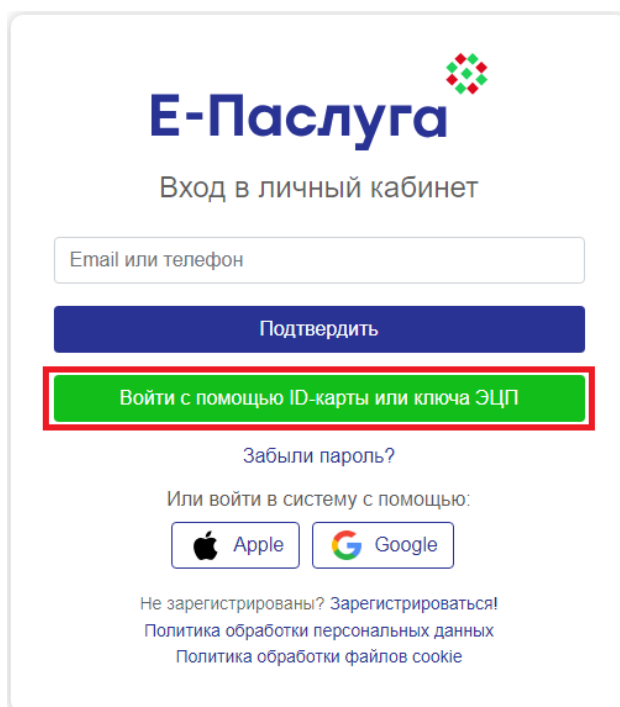 Е-Паслуга
Вход в личный кабинет
Email или телефон
Подтвердить
Войти с помощью ID-карты или ключа ЭЦП
Забыли пароль?
Или войти в систему с помощью:
Apple Google
Не зарегистрированы? Зарегистрироваться!
Политика обработки персональных данных
Политика обработки файлов cookie